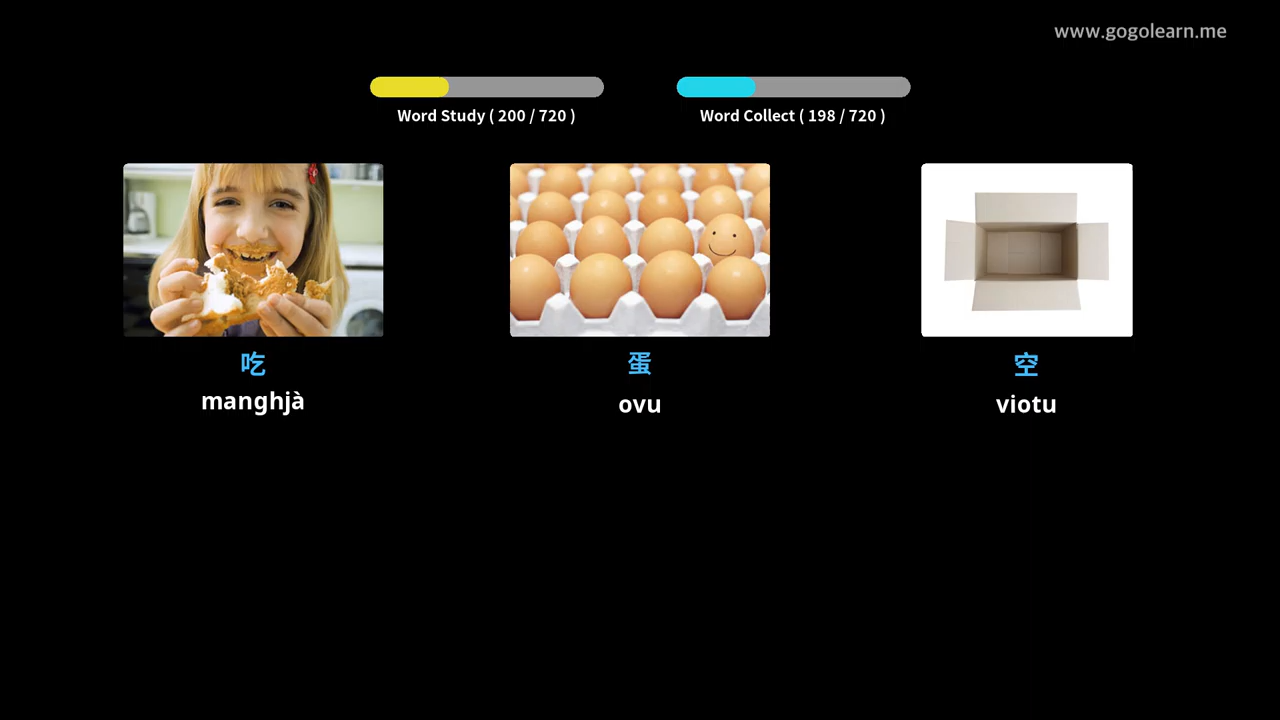 www.gogolearn.me
Word Study ( 200 / 720 )
Word Collect ( 198 / 720 )
吃
manghjà
蛋
ovu
空
viotu